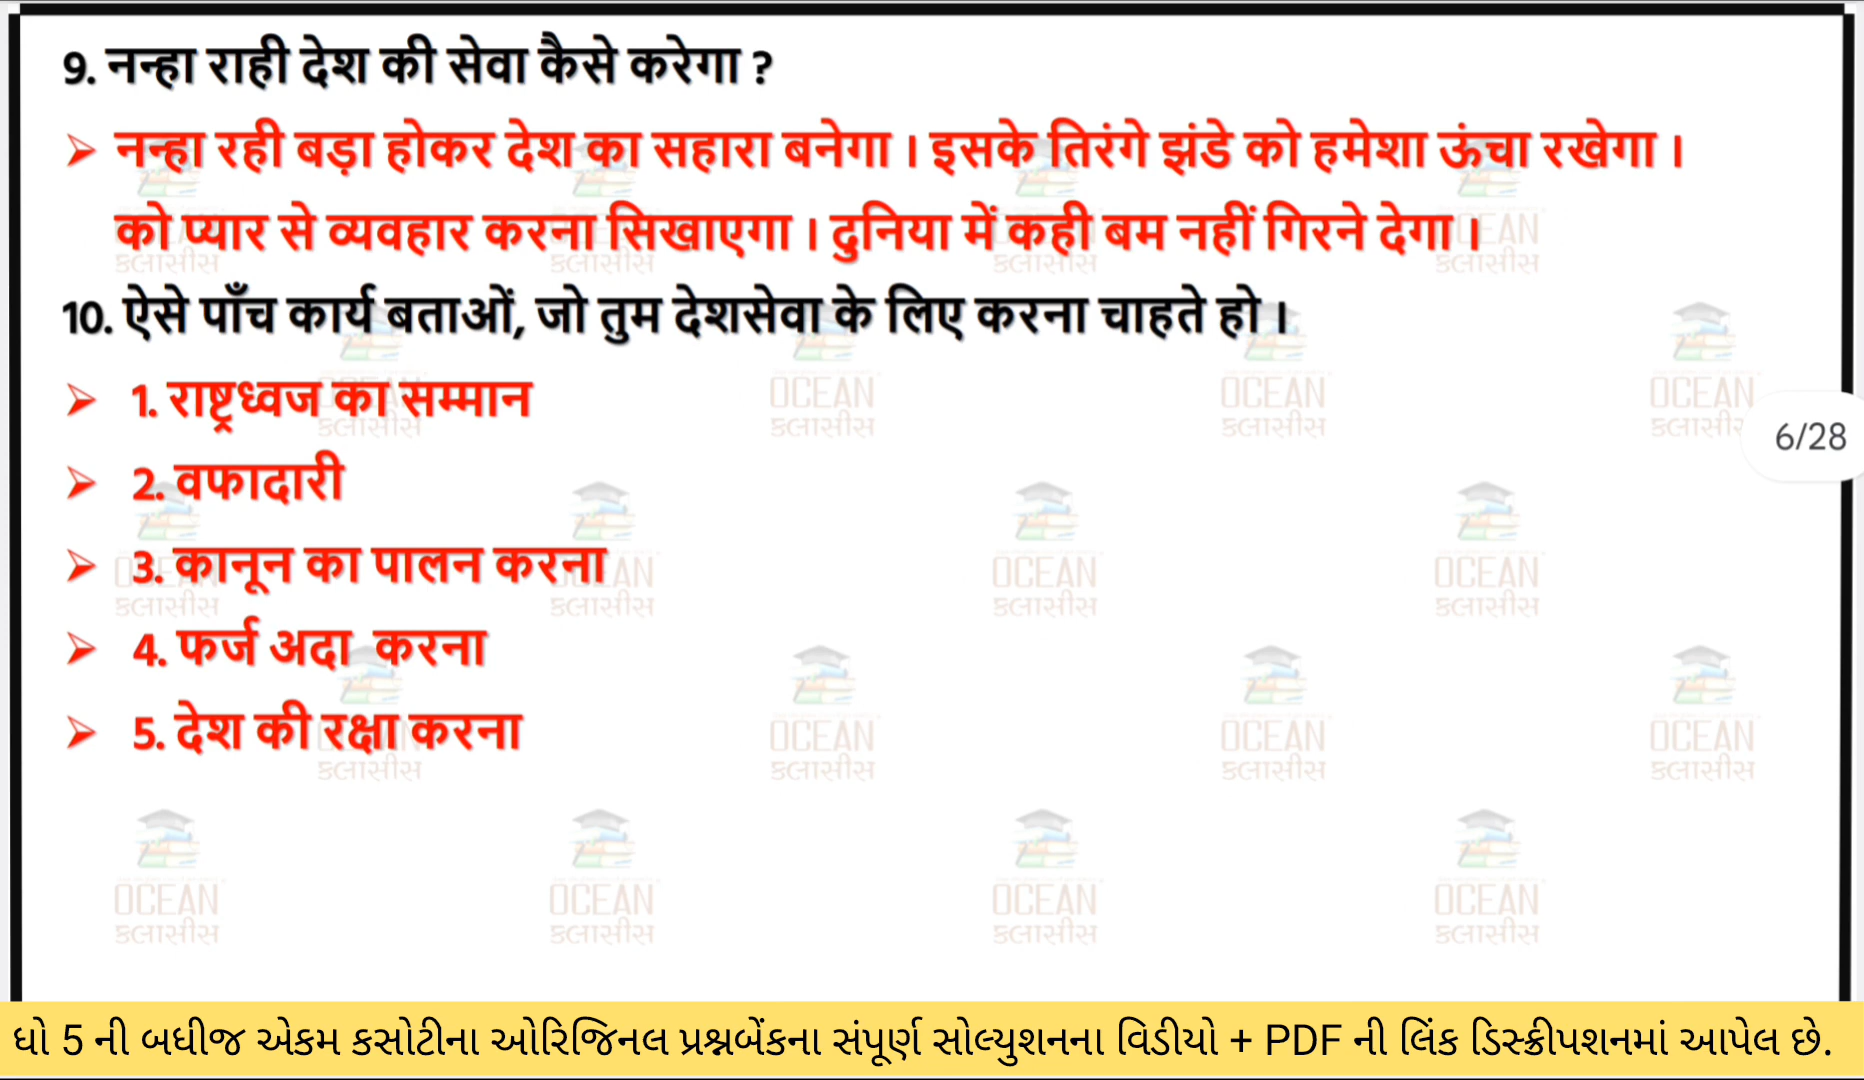 9. नन्हा राही देश की सेवा कैसे करेगा ?
➢ नन्हा रही बड़ा होकर देश का सहारा बनेगा । इसके तिरंगे झंडे को हमेशा ऊंचा रखेगा ।
को प्यार से व्यवहार करना सिखाएगा । दुनिया में कही बम नहीं गिरने देगा ।
10. ऐसे पाँच कार्य बताओं, जो तुम देशसेवा के लिए करना चाहते हो ।
➢ 1. राष्ट्रध्वज का सम्मान
➢ 2. वफादारी
➢ 3. कानून का पालन करना
➢ 4. फर्ज अदा करना
➢ 5. देश की रक्षा करना
6/28
OCEAN
ક્લાસીસ
ધો 5 ની બધીજ એકમ કસોટીના ઓરિજિનલ પ્રશ્નબેંકના સંપૂર્ણ સોલ્યુશનના વિડીયો + PDF ની લિંક ડિસ્ક્રીપશનમાં આપેલ છે.